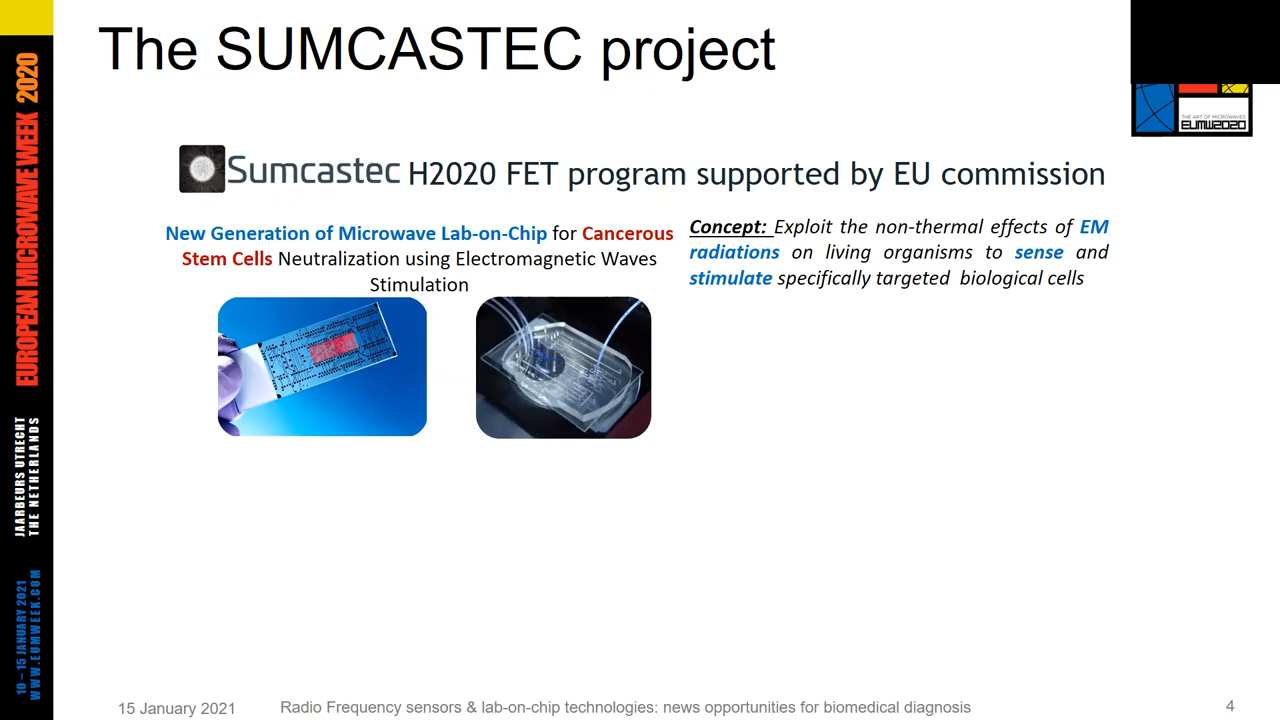 The SUMCASTEC project
EUROPEAN MICROWAVE WEEK 2020
JAARBEURS UTRECHT
THE NETHERLANDS
10 – 15 JANUARY 2021
WWW.EUMWEEK.COM
THE ART OF MICROWAVES
EUMW2020
Sumcastec H2020 FET program supported by EU commission
New Generation of Microwave Lab-on-Chip for Cancerous
Stem Cells Neutralization using Electromagnetic Waves
Stimulation
Concept: Exploit the non-thermal effects of EM
radiations on living organisms to sense and
stimulate specifically targeted biological cells
15 January 2021
Radio Frequency sensors & lab-on-chip technologies: news opportunities for biomedical diagnosis
4